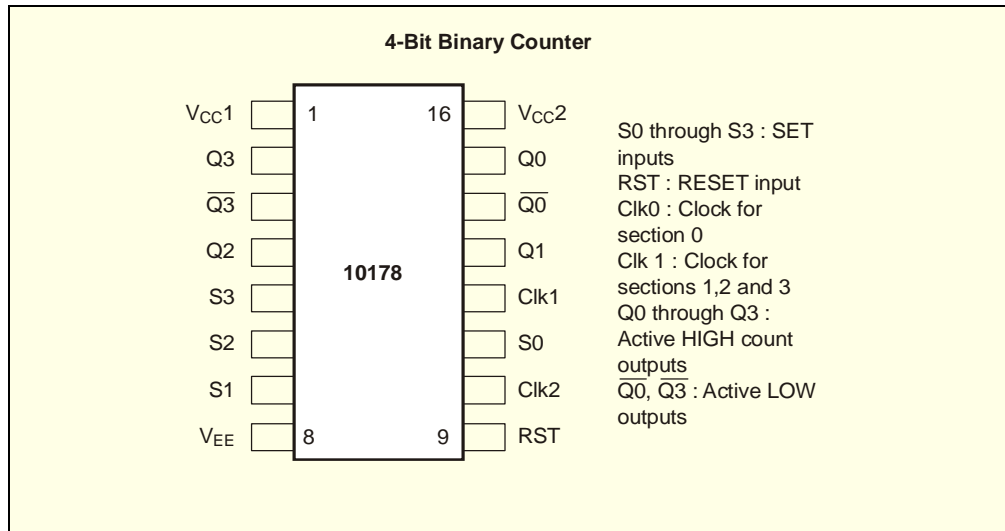 4-Bit Binary Counter
VCC1
1
16
VCC2
Q3
Q0
Q3
Q0
Q2
Q1
10178
S3
Clk1
S2
S0
S1
Clk2
VEE
8
9
RST
S0 through S3 : SET
inputs
RST : RESET input
Clk0 : Clock for
section 0
Clk 1 : Clock for
sections 1,2 and 3
Q0 through Q3 :
Active HIGH count
outputs
Q0, Q3 : Active LOW
outputs